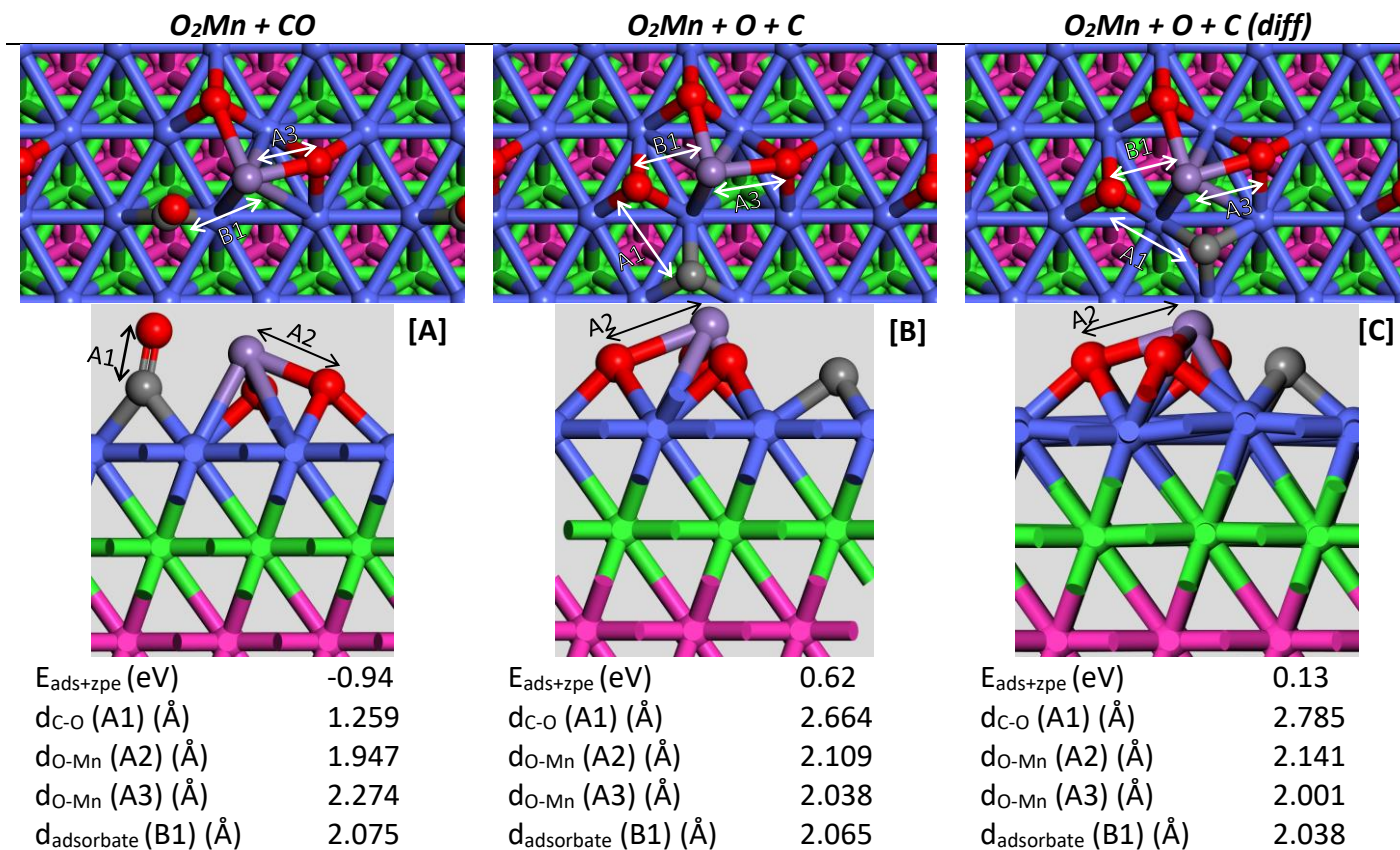 O₂Mn + CO O₂Mn + O + C O₂Mn + O + C (diff)
A3
B1
B1
A3
A1
B1
A3
A1
A1
A2
[A]
A2
[B]
A2
[C]
Eads+zpe (eV) -0.94
dC-O (A1) (Å) 1.259
dO-Mn (A2) (Å) 1.947
dO-Mn (A3) (Å) 2.274
dadsorbate (B1) (Å) 2.075
Eads+zpe (eV) 0.62
dC-O (A1) (Å) 2.664
dO-Mn (A2) (Å) 2.109
dO-Mn (A3) (Å) 2.038
dadsorbate (B1) (Å) 2.065
Eads+zpe (eV) 0.13
dC-O (A1) (Å) 2.785
dO-Mn (A2) (Å) 2.141
dO-Mn (A3) (Å) 2.001
dadsorbate (B1) (Å) 2.038